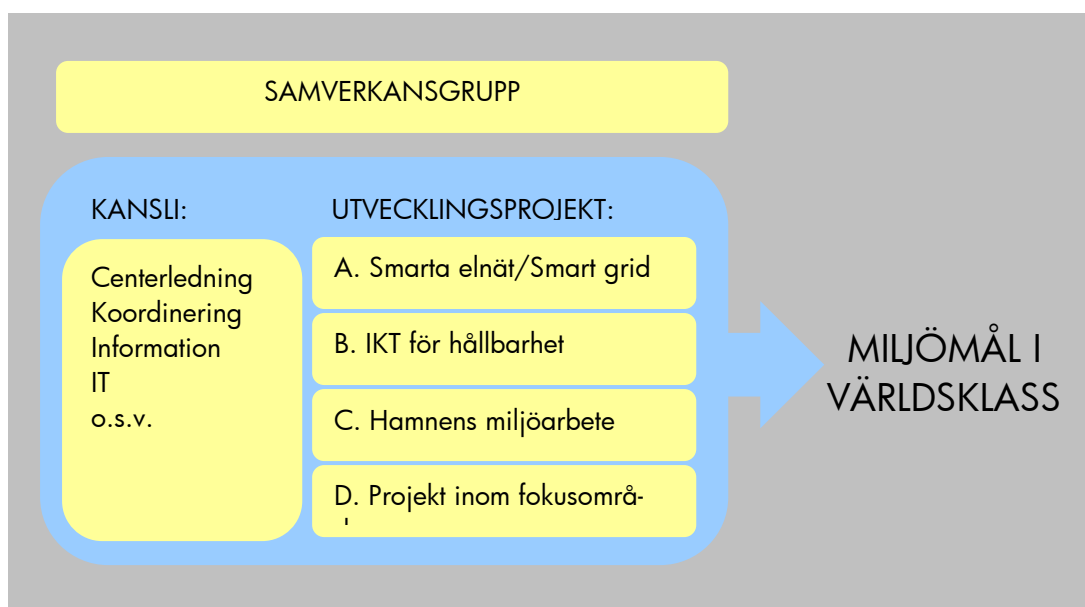 SAMVERKANSGRUPP
KANSLI:
Centerledning
Koordinering
Information
IT
o.s.v.
UTVECKLINGSPROJEKT:
A. Smarta elnät/Smart grid
B. IKT för hållbarhet
C. Hamnens miljöarbete
D. Projekt inom fokusområ-
MILJÖMÅL I
VÄRLDSKLASS